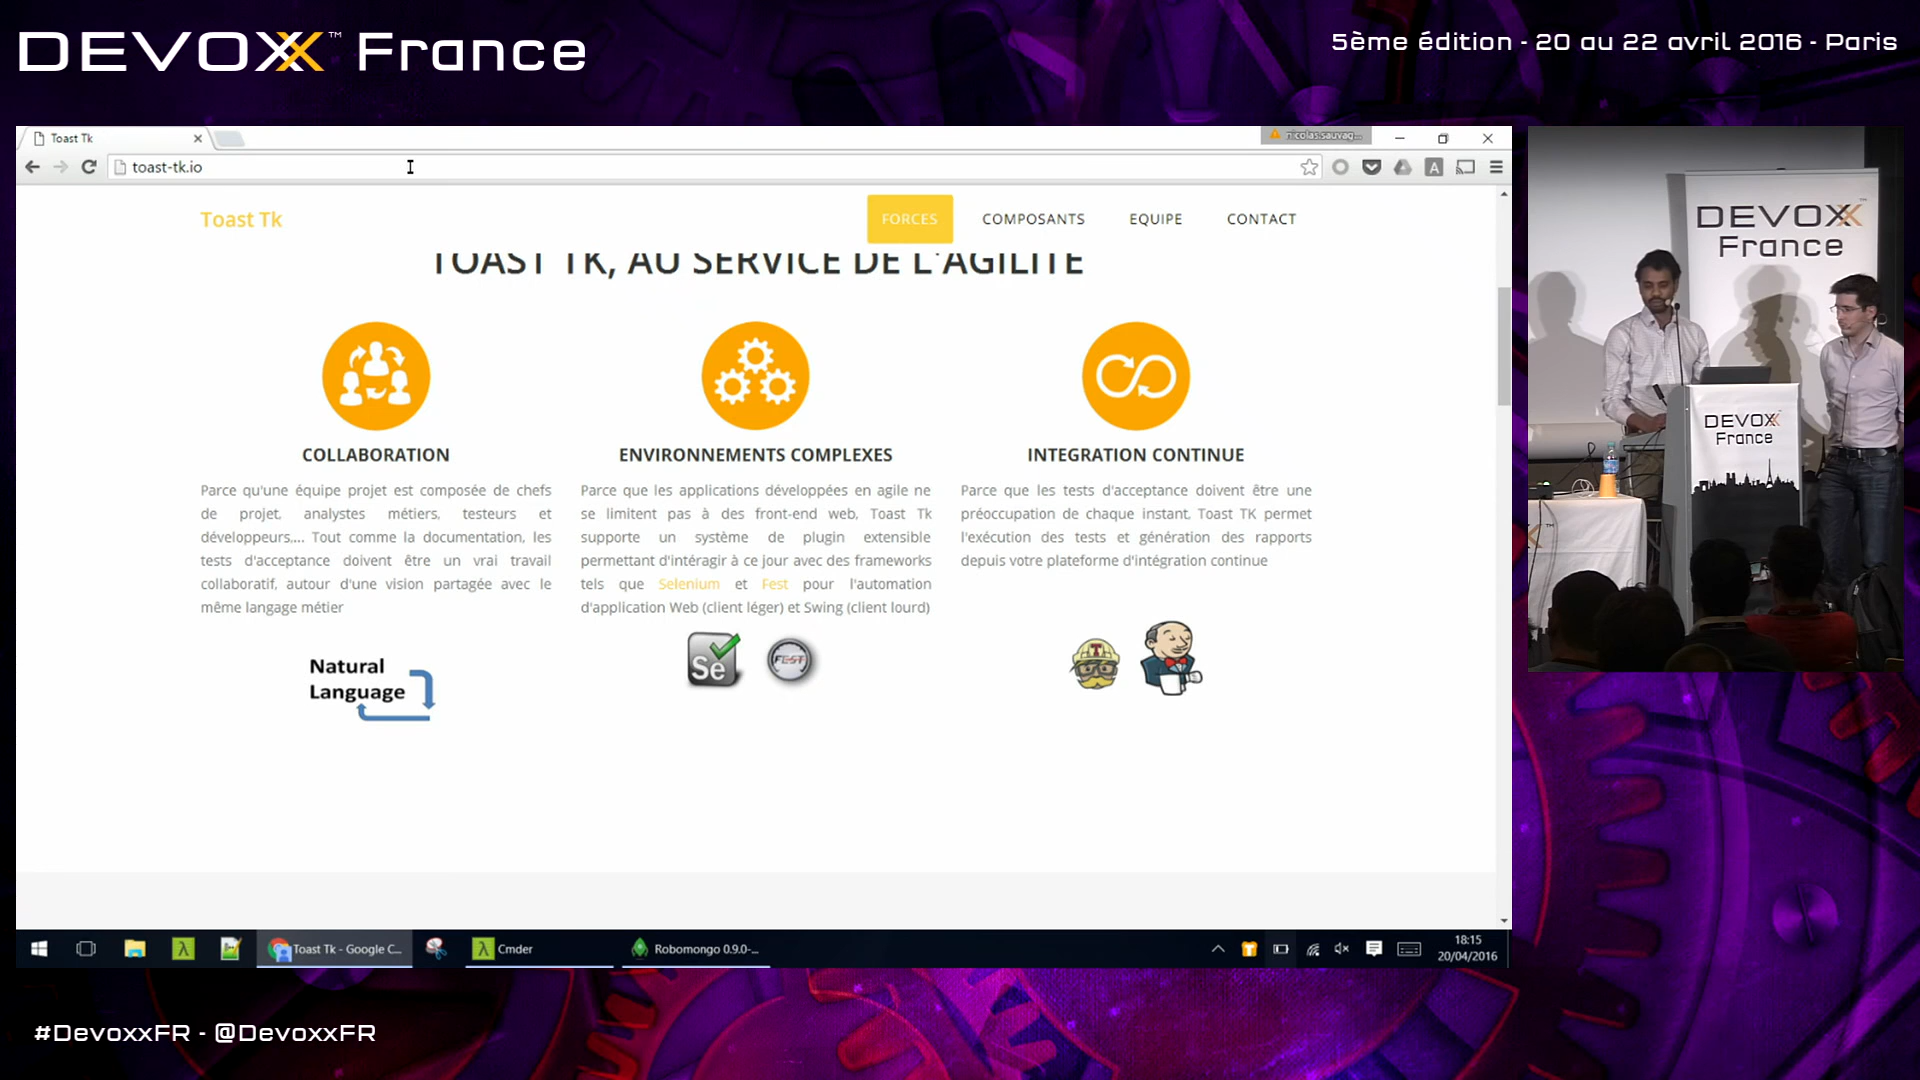 DEVOXX™ France
5ème édition - 20 au 22 avril 2016 - Paris
Toast Tk
nicolas.sauvag...
toast-tk.io
Toast Tk
FORCES
COMPOSANTS
EQUIPE
CONTACT
TOAST TK, AU SERVICE DE L'AGILITE
COLLABORATION
Parce qu'une équipe projet est composée de chefs
de projet, analystes métiers, testeurs et
développeurs,... Tout comme la documentation, les
tests d'acceptance doivent être un vrai travail
collaboratif, autour d'une vision partagée avec le
même langage métier
Natural
Language
ENVIRONNEMENTS COMPLEXES
Parce que les applications développées en agile ne
se limitent pas à des front-end web, Toast Tk
supporte un système de plugin extensible
permettant d'intéragir à ce jour avec des frameworks
tels que Selenium et Fest pour l'automation
d'application Web (client léger) et Swing (client lourd)
Se
FEST
INTEGRATION CONTINUE
Parce que les tests d'acceptance doivent être une
préoccupation de chaque instant, Toast TK permet
l'exécution des tests et génération des rapports
depuis votre plateforme d'intégration continue
T
DEVOXX™
France
DEVOXX
France
Toast Tk - Google C...
Cmder
Robomongo 0.9.0-...
18:15
20/04/2016
#DevoxxFR - @DevoxxFR